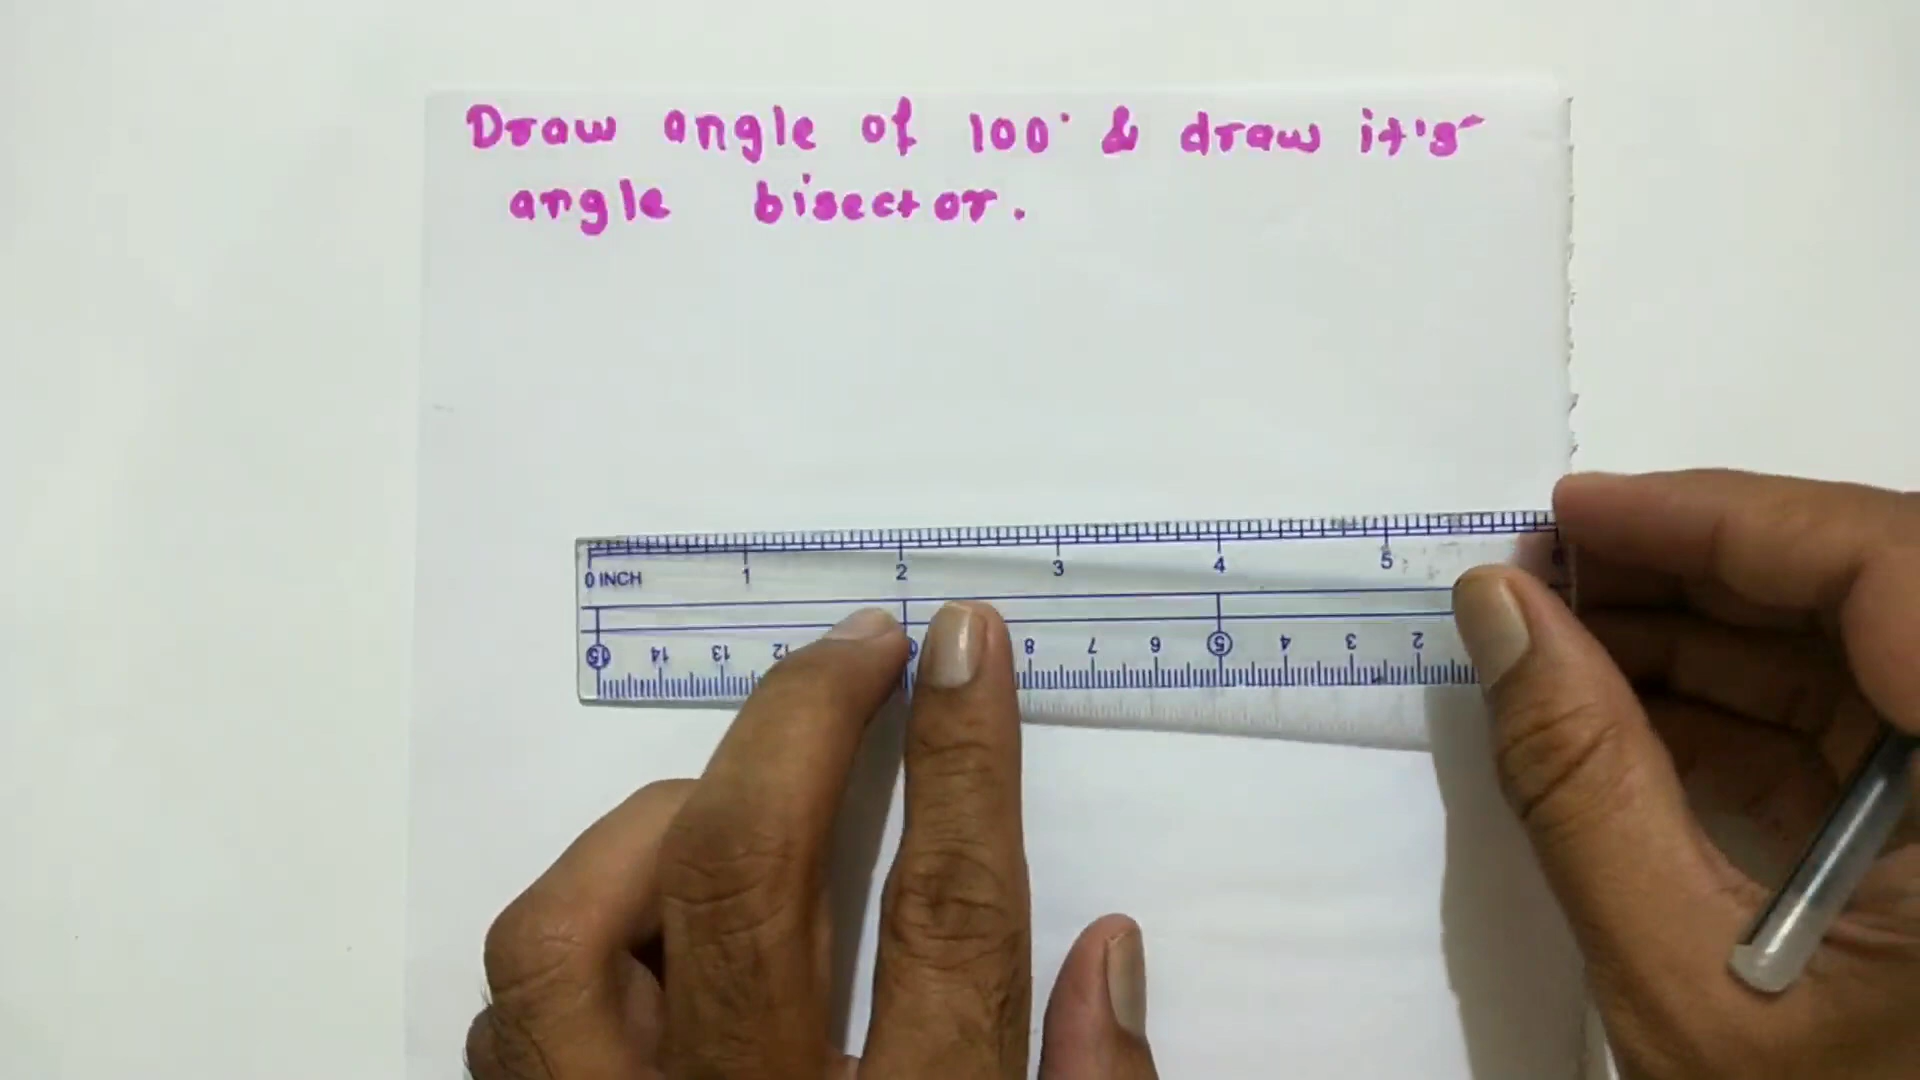 Draw angle of 100° & draw it's
angle bisector.
0 INCH 1 2 3 4 5 6
15 14 13 12 8 7 6 5 4 3 2